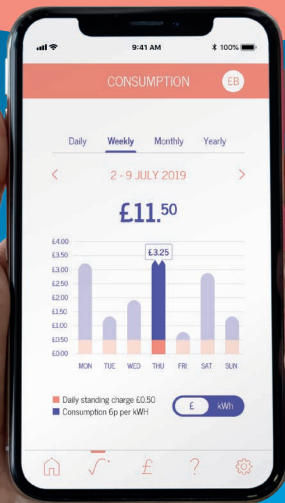 9:41 AM
100%
CONSUMPTION
EB
Daily Weekly Monthly Yearly
< 2 - 9 JULY 2019 >
£11.50
£4.00
£3.50
£3.25
£3.00
£2.50
£2.00
£1.50
£1.00
£0.50
£0.00
MON TUE WED THU FRI SAT SUN
Daily standing charge £0.50
Consumption 6p per kWH
£ kWh
£ ?